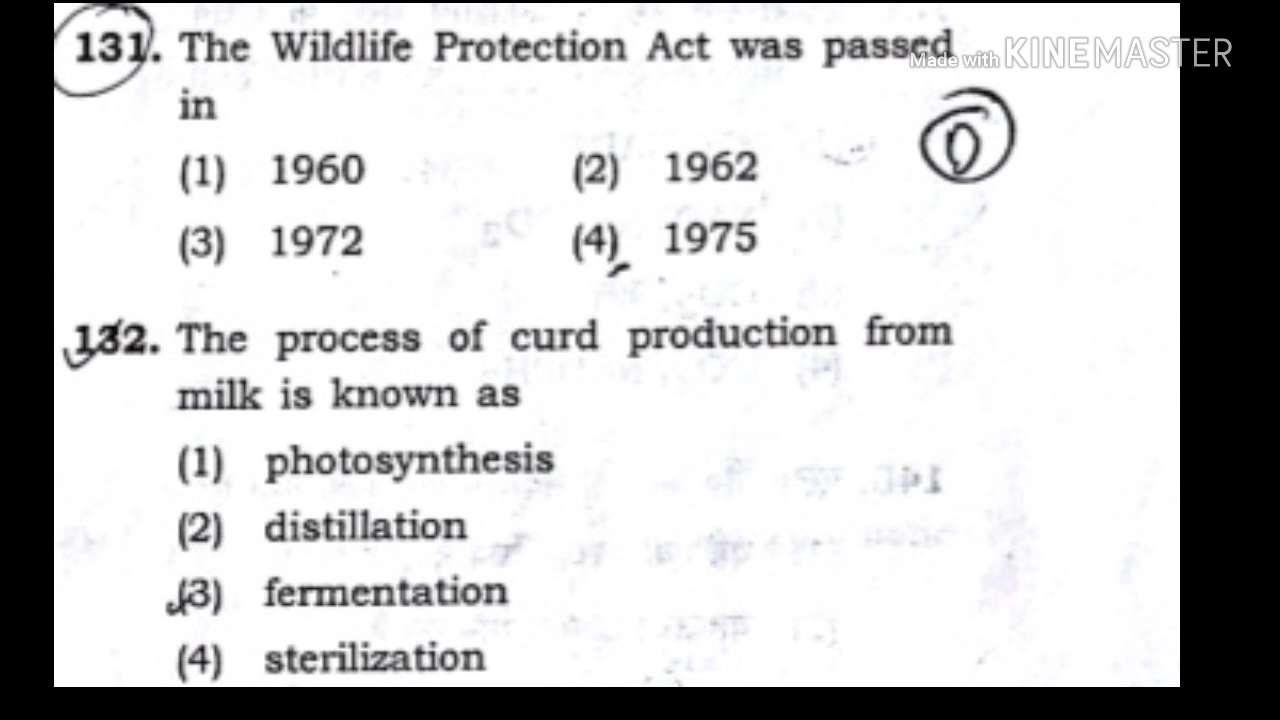 Made with KINEMASTER
131. The Wildlife Protection Act was passed
in
(1) 1960 (2) 1962
(3) 1972 (4) 1975
0
132. The process of curd production from
milk is known as
(1) photosynthesis
(2) distillation
(3) fermentation
(4) sterilization